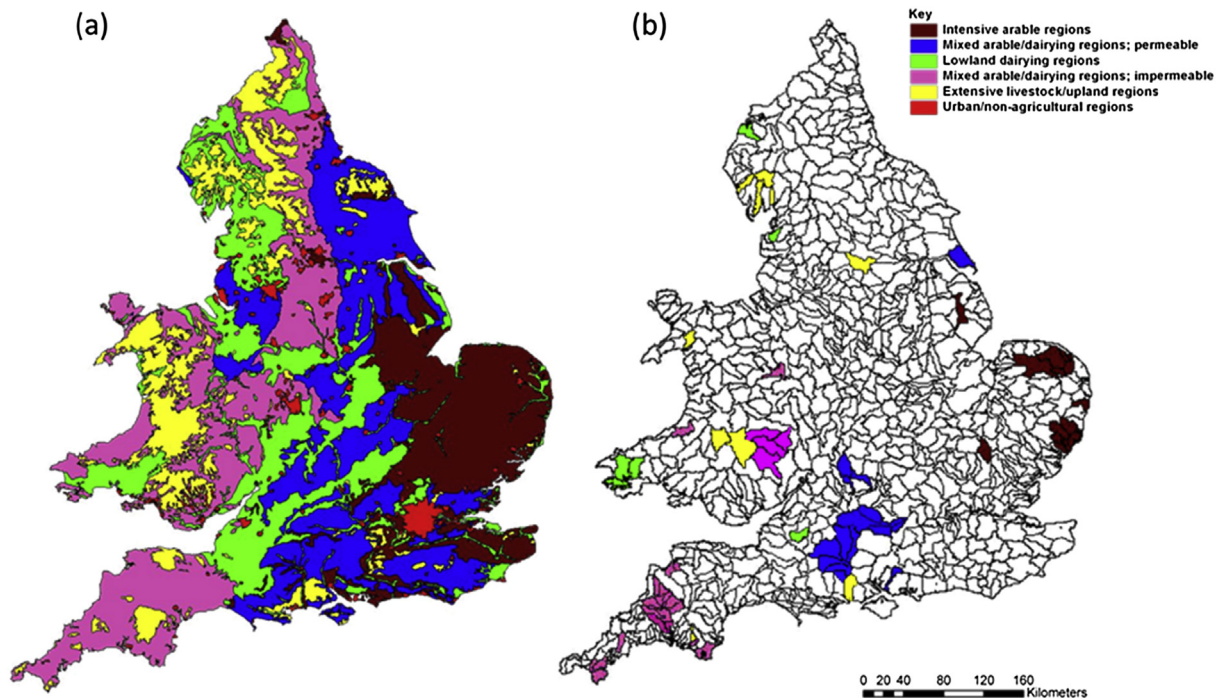 (a)
(b)
Key
Intensive arable regions
Mixed arable/dairying regions; permeable
Lowland dairying regions
Mixed arable/dairying regions; impermeable
Extensive livestock/upland regions
Urban/non-agricultural regions
0 20 40 80 120 160
Kilometers